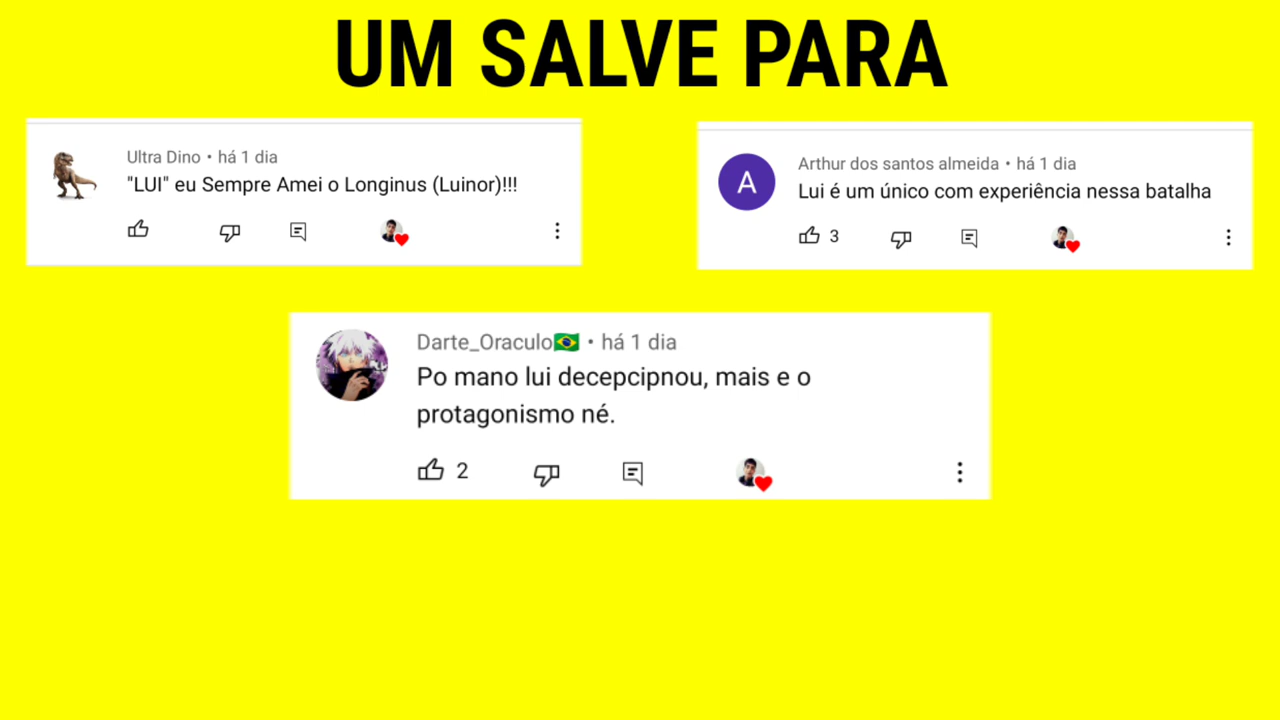 UM SALVE PARA
Ultra Dino • há 1 dia
"LUI" eu Sempre Amei o Longinus (Luinor)!!!
Arthur dos santos almeida • há 1 dia
Lui é um único com experiência nessa batalha
3
Darte_Oraculo🇧🇷 • há 1 dia
Po mano lui decepcipnou, mais e o
protagonismo né.
2